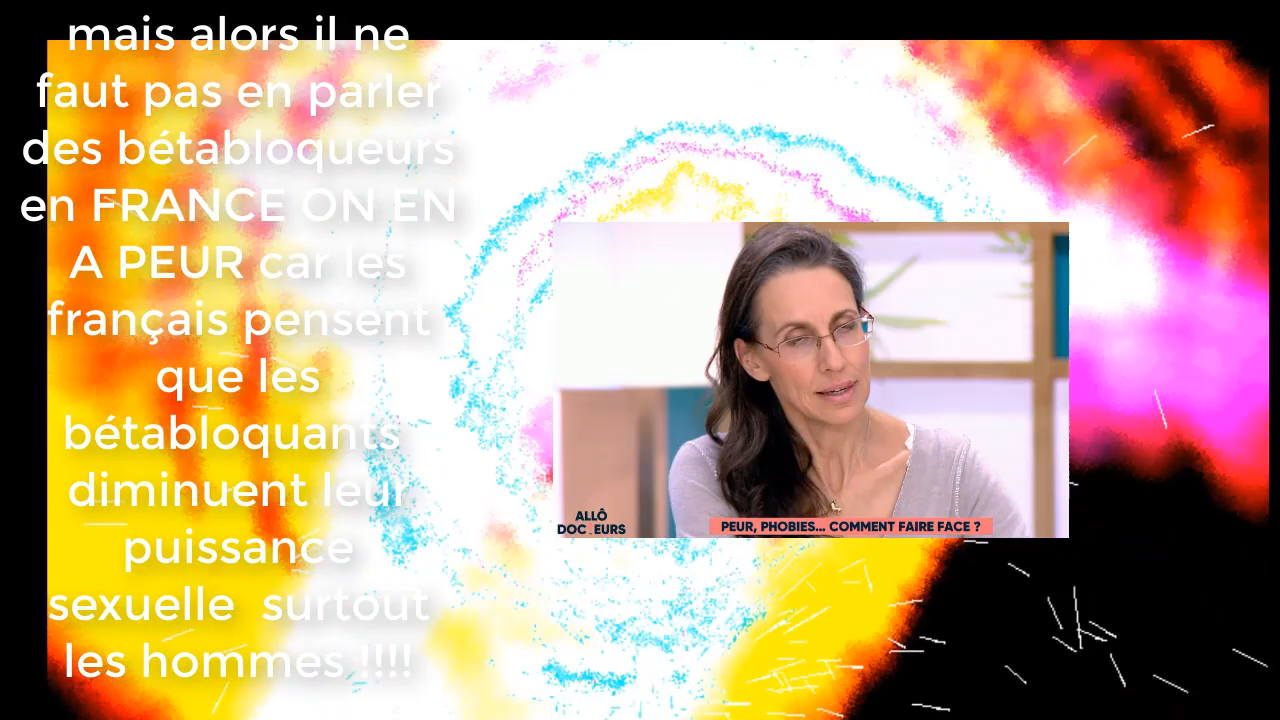 mais alors il ne
faut pas en parler
des bétabloqueurs
en FRANCE ON EN
A PEUR car les
français pensent
que les
bétabloquants
diminuent leur
puissance
sexuelle  surtout
les hommes !!!!
ALLÔ
DOC EURS
PEUR, PHOBIES... COMMENT FAIRE FACE ?